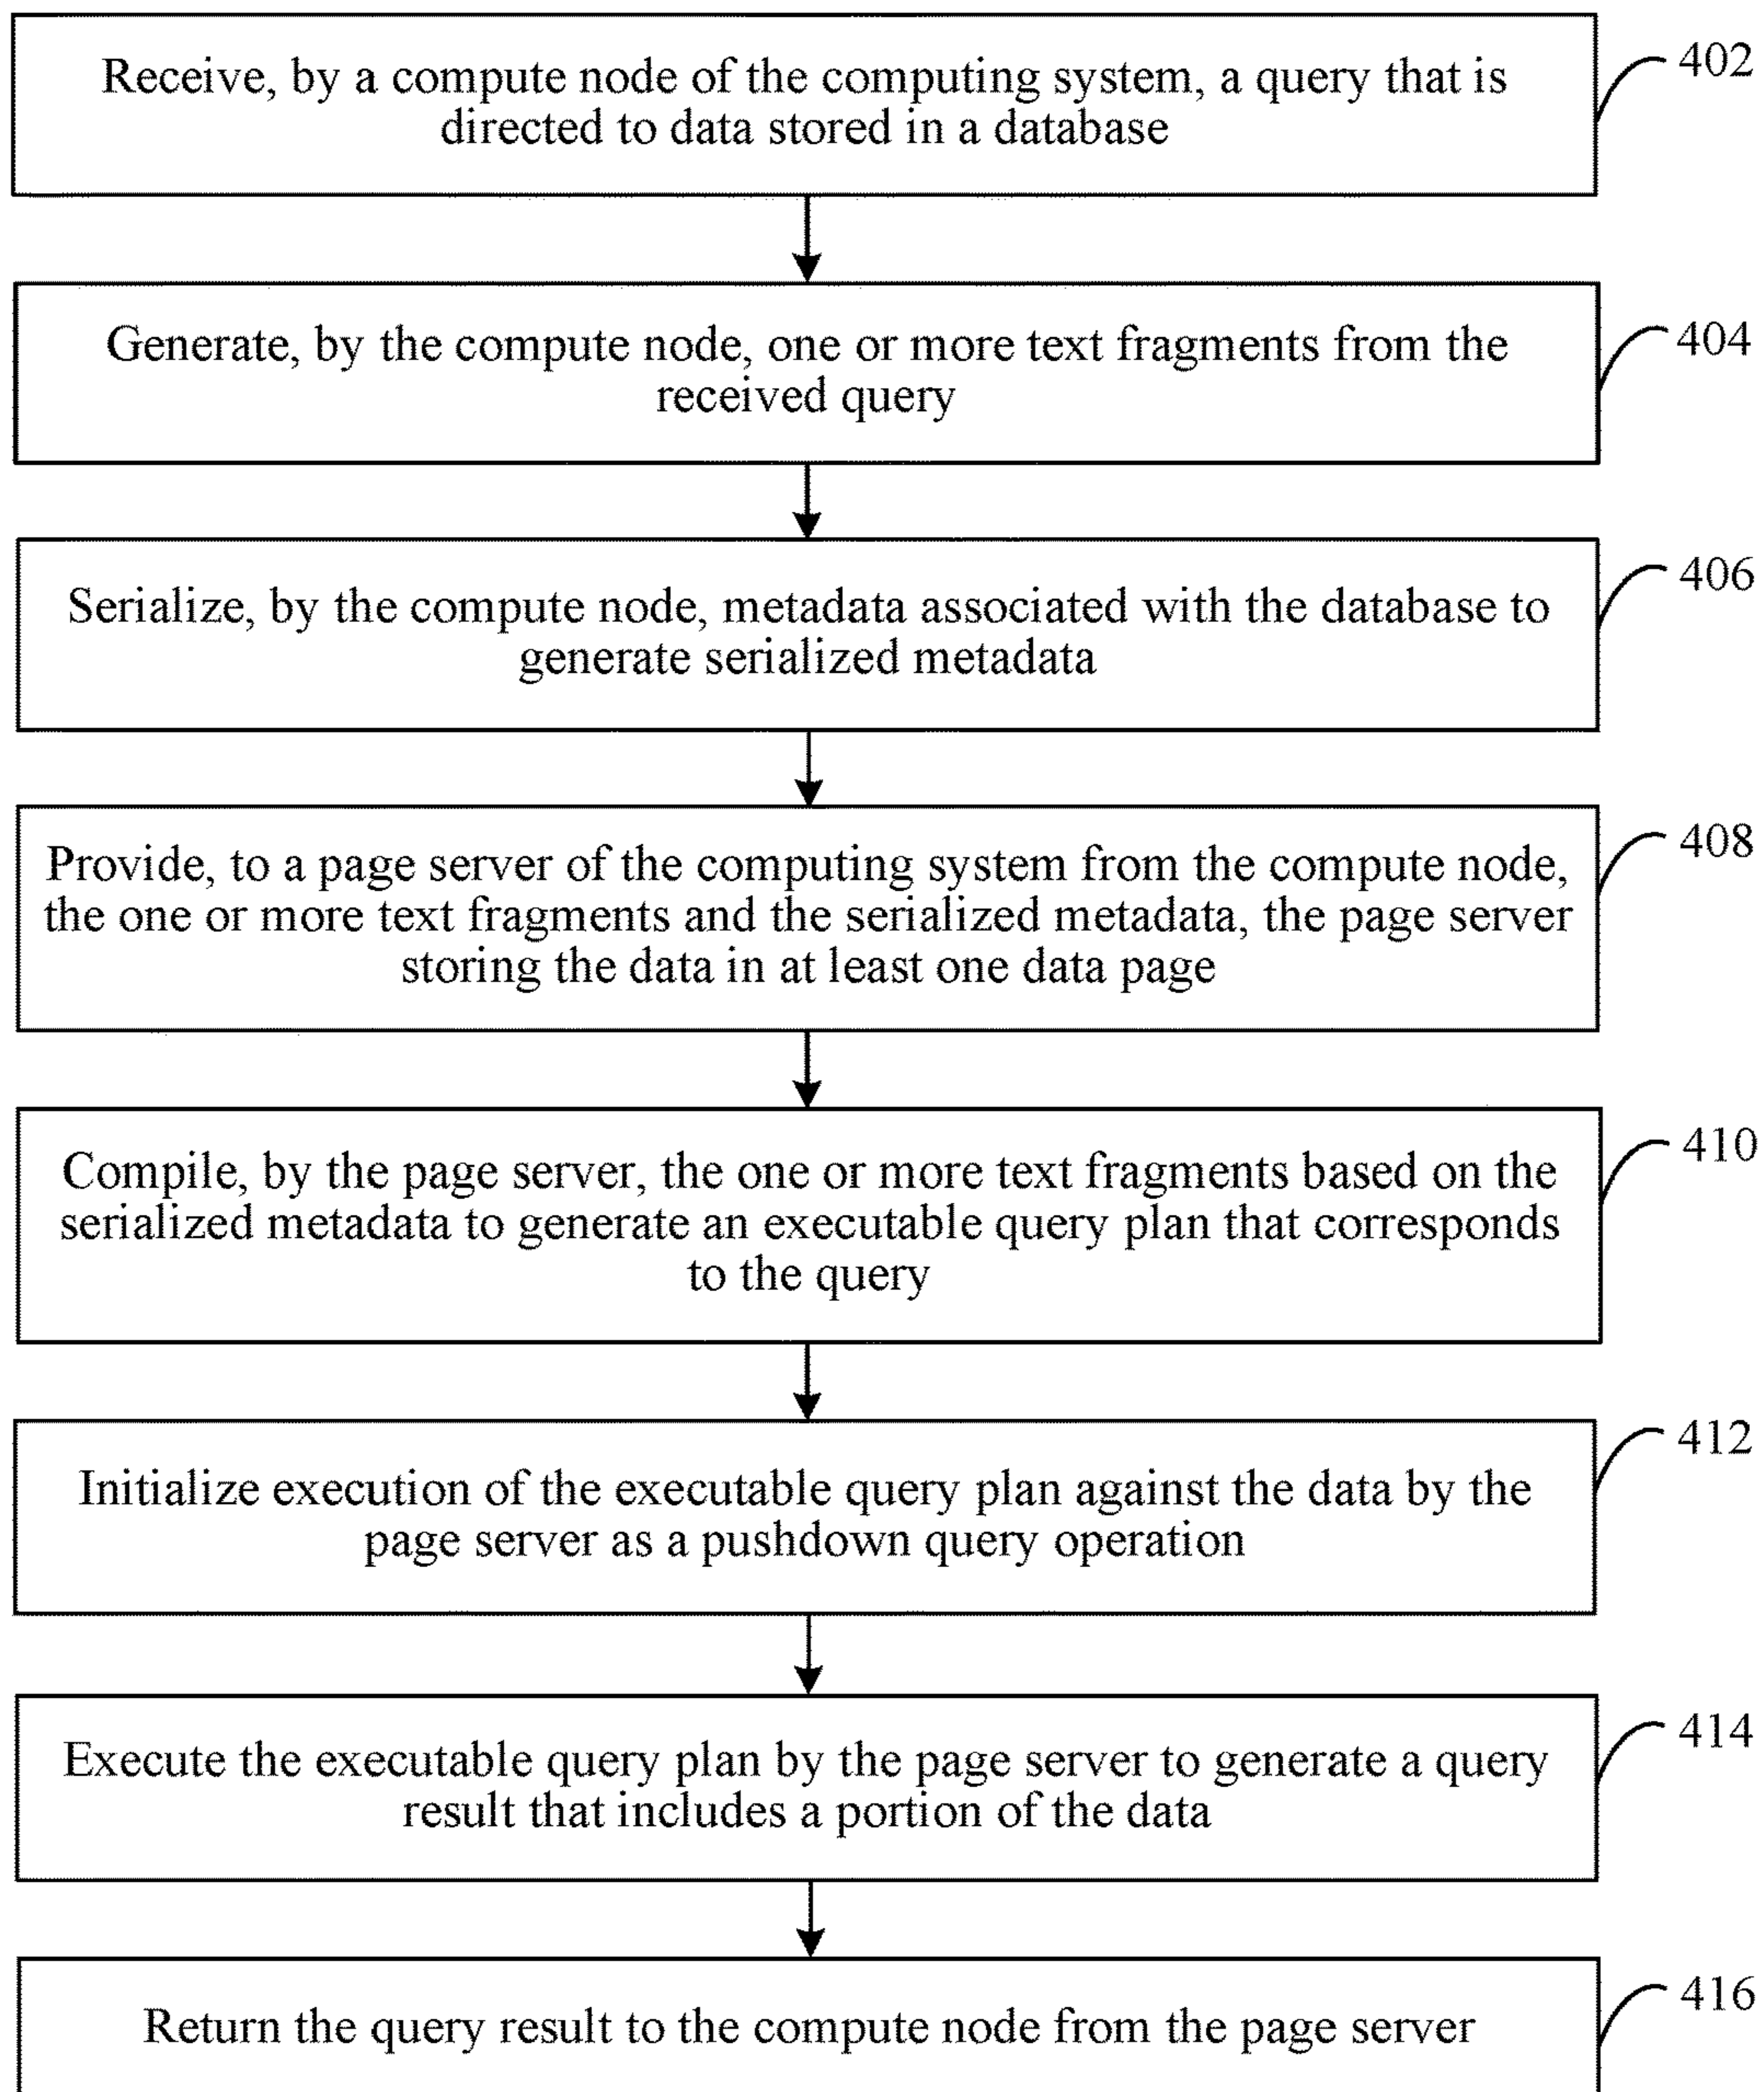 Receive, by a compute node of the computing system, a query that is
directed to data stored in a database
402
Generate, by the compute node, one or more text fragments from the
received query
404
Serialize, by the compute node, metadata associated with the database to
generate serialized metadata
406
Provide, to a page server of the computing system from the compute node,
the one or more text fragments and the serialized metadata, the page server
storing the data in at least one data page
408
Compile, by the page server, the one or more text fragments based on the
serialized metadata to generate an executable query plan that corresponds
to the query
410
Initialize execution of the executable query plan against the data by the
page server as a pushdown query operation
412
Execute the executable query plan by the page server to generate a query
result that includes a portion of the data
414
Return the query result to the compute node from the page server
416